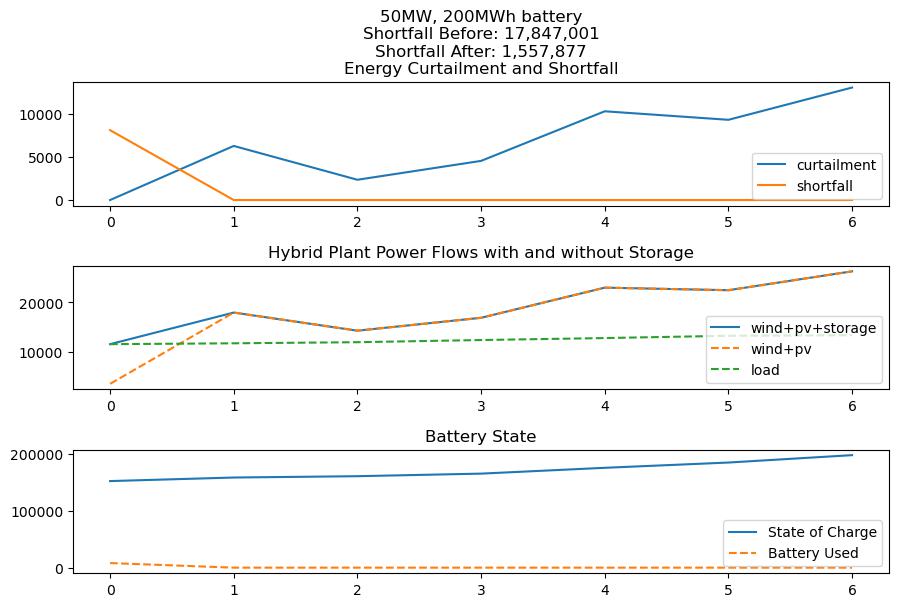 50MW, 200MWh battery
Shortfall Before: 17,847,001
Shortfall After: 1,557,877
Energy Curtailment and Shortfall
10000
5000
0
curtailment
shortfall
0 1 2 3 4 5 6
Hybrid Plant Power Flows with and without Storage
20000
10000
wind+pv+storage
wind+pv
load
0 1 2 3 4 5 6
Battery State
200000
100000
0
State of Charge
Battery Used
0 1 2 3 4 5 6